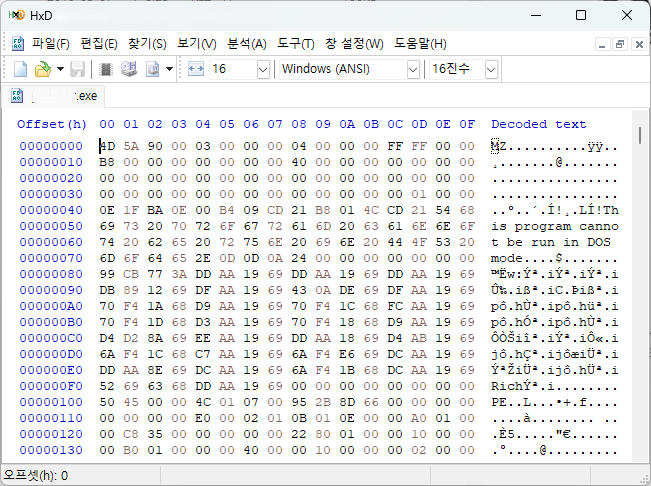 HxD
파일(F) 편집(E) 찾기(S) 보기(V) 분석(A) 도구(T) 창 설정(W) 도움말(H)
16 Windows (ANSI) 16진수
.exe
Offset(h) 00 01 02 03 04 05 06 07 08 09 0A 0B 0C 0D 0E 0F Decoded text
00000000 4D 5A 90 00 03 00 00 00 04 00 00 00 FF FF 00 00 MZ..........ÿÿ..
00000010 B8 00 00 00 00 00 00 00 40 00 00 00 00 00 00 00 ¸.......@.......
00000020 00 00 00 00 00 00 00 00 00 00 00 00 00 00 00 00 ................
00000030 00 00 00 00 00 00 00 00 00 00 00 00 00 01 00 00 ................
00000040 0E 1F BA 0E 00 B4 09 CD 21 B8 01 4C CD 21 54 68 ..º..´.Í!¸.LÍ!Th
00000050 69 73 20 70 72 6F 67 72 61 6D 20 63 61 6E 6E 6F is program canno
00000060 74 20 62 65 20 72 75 6E 20 69 6E 20 44 4F 53 20 t be run in DOS
00000070 6D 6F 64 65 2E 0D 0D 0A 24 00 00 00 00 00 00 00 mode....$.......
00000080 99 CB 77 3A DD AA 19 69 DD AA 19 69 DD AA 19 69 ™Ëw:Ýª.iÝª.iÝª.i
00000090 DB 89 12 69 DF AA 19 69 43 0A DE 69 DF AA 19 69 Û‰.ißª.iC.Þißª.i
000000A0 70 F4 1A 68 D9 AA 19 69 70 F4 1C 68 FC AA 19 69 pô.hÙª.ipô.hüª.i
000000B0 70 F4 1D 68 D3 AA 19 69 70 F4 18 68 D9 AA 19 69 pô.hÓª.ipô.hÙª.i
000000C0 D4 D2 8A 69 EE AA 19 69 DD AA 18 69 D4 AB 19 69 ÔÒŠiîª.iÝª.iÔ«.i
000000D0 6A F4 1C 68 C7 AA 19 69 6A F4 E6 69 DC AA 19 69 jô.hÇª.ijôæiÜª.i
000000E0 DD AA 8E 69 DC AA 19 69 6A F4 1B 68 DC AA 19 69 ÝªŽiÜª.ijô.hÜª.i
000000F0 52 69 63 68 DD AA 19 69 00 00 00 00 00 00 00 00 RichÝª.i........
00000100 50 45 00 00 4C 01 07 00 95 2B 8D 66 00 00 00 00 PE..L...•+.f....
00000110 00 00 00 00 E0 00 02 01 0B 01 0E 00 00 A0 01 00 ....à........ ..
00000120 00 C8 35 00 00 00 00 00 22 80 01 00 00 10 00 00 .È5....."€......
00000130 00 B0 01 00 00 00 40 00 00 10 00 00 00 02 00 00 .°....@.........
오프셋(h): 0